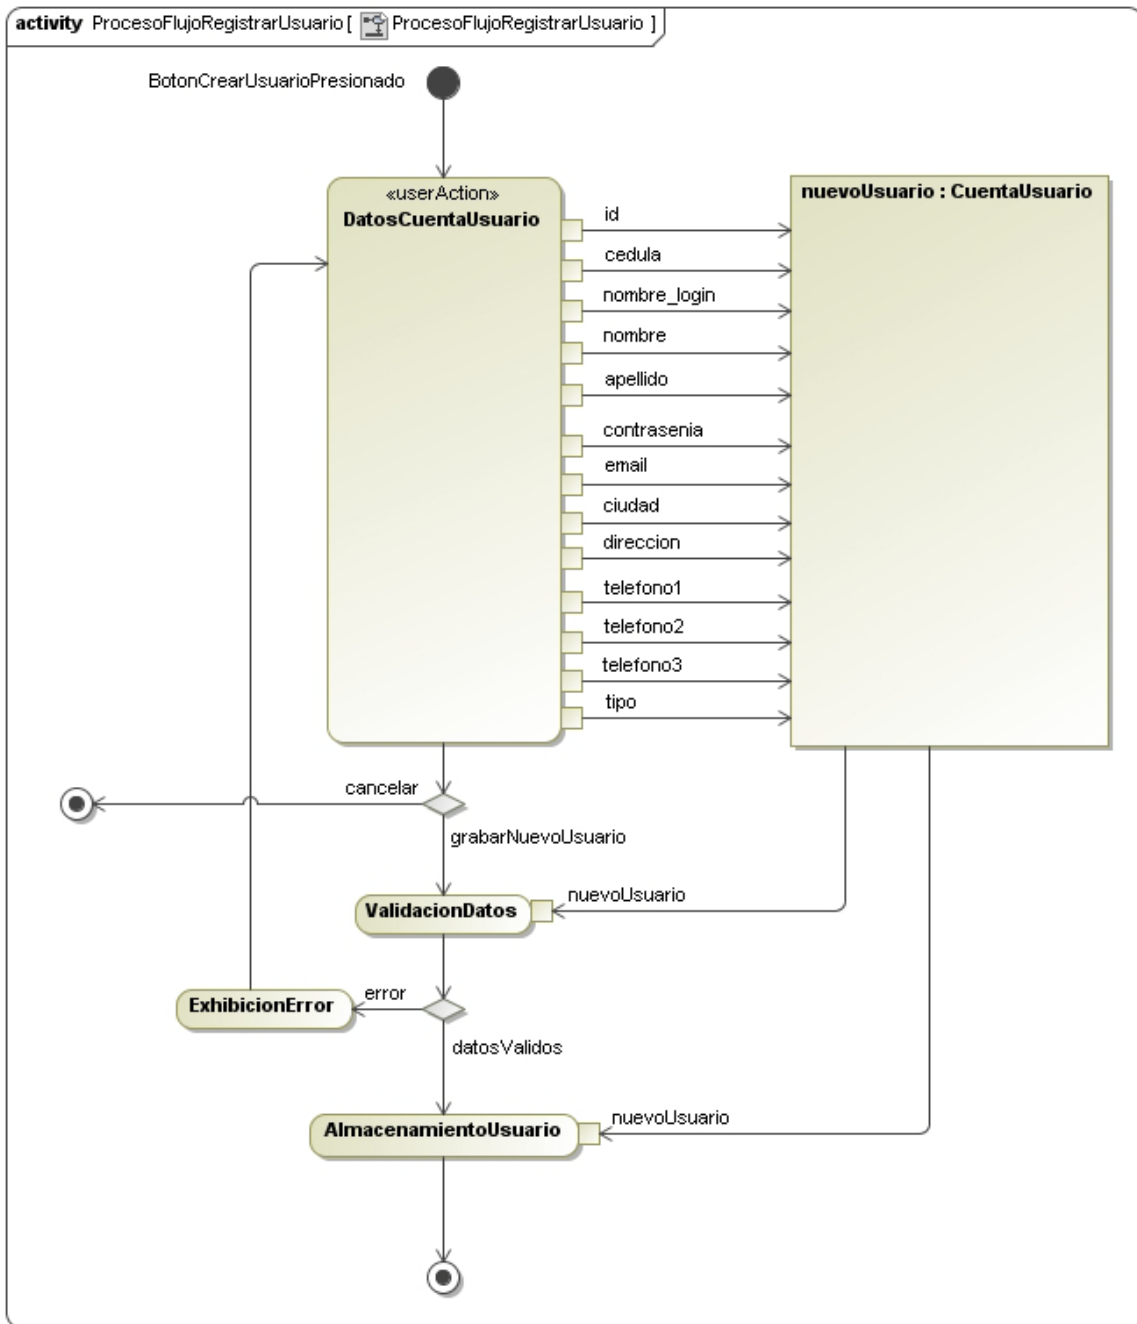 activity ProcesoFlujoRegistrarUsuario [ ProcesoFlujoRegistrarUsuario ]
BotonCrearUsuarioPresionado
«userAction»
DatosCuentaUsuario
nuevoUsuario : CuentaUsuario
id
cedula
nombre_login
nombre
apellido
contrasenia
email
ciudad
direccion
telefono1
telefono2
telefono3
tipo
cancelar
grabarNuevoUsuario
ValidacionDatos
nuevoUsuario
ExhibicionError
error
datosValidos
AlmacenamientoUsuario
nuevoUsuario